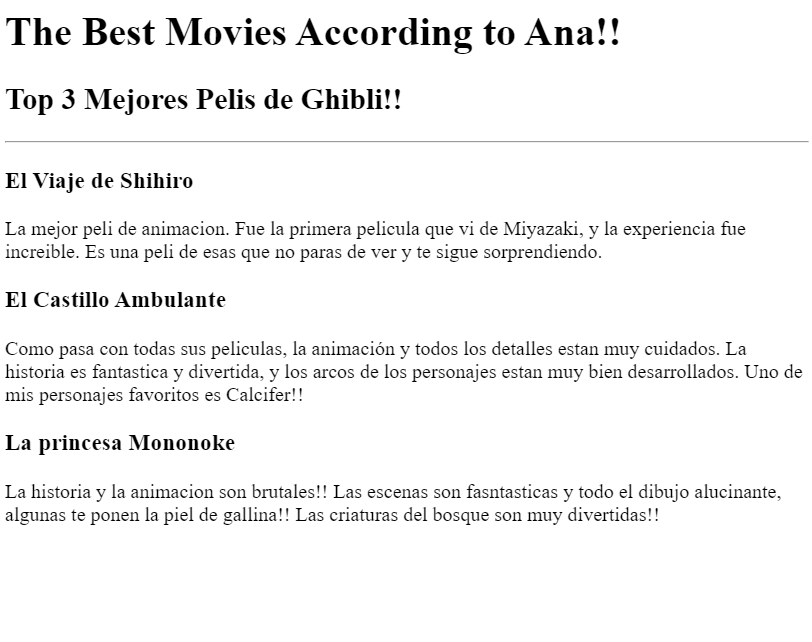 The Best Movies According to Ana!!
Top 3 Mejores Pelis de Ghibli!!
El Viaje de Shihiro
La mejor peli de animacion. Fue la primera pelicula que vi de Miyazaki, y la experiencia fue
increible. Es una peli de esas que no paras de ver y te sigue sorprendiendo.
El Castillo Ambulante
Como pasa con todas sus peliculas, la animación y todos los detalles estan muy cuidados. La
historia es fantastica y divertida, y los arcos de los personajes estan muy bien desarrollados. Uno de
mis personajes favoritos es Calcifer!!
La princesa Mononoke
La historia y la animacion son brutales!! Las escenas son fasntasticas y todo el dibujo alucinante,
algunas te ponen la piel de gallina!! Las criaturas del bosque son muy divertidas!!